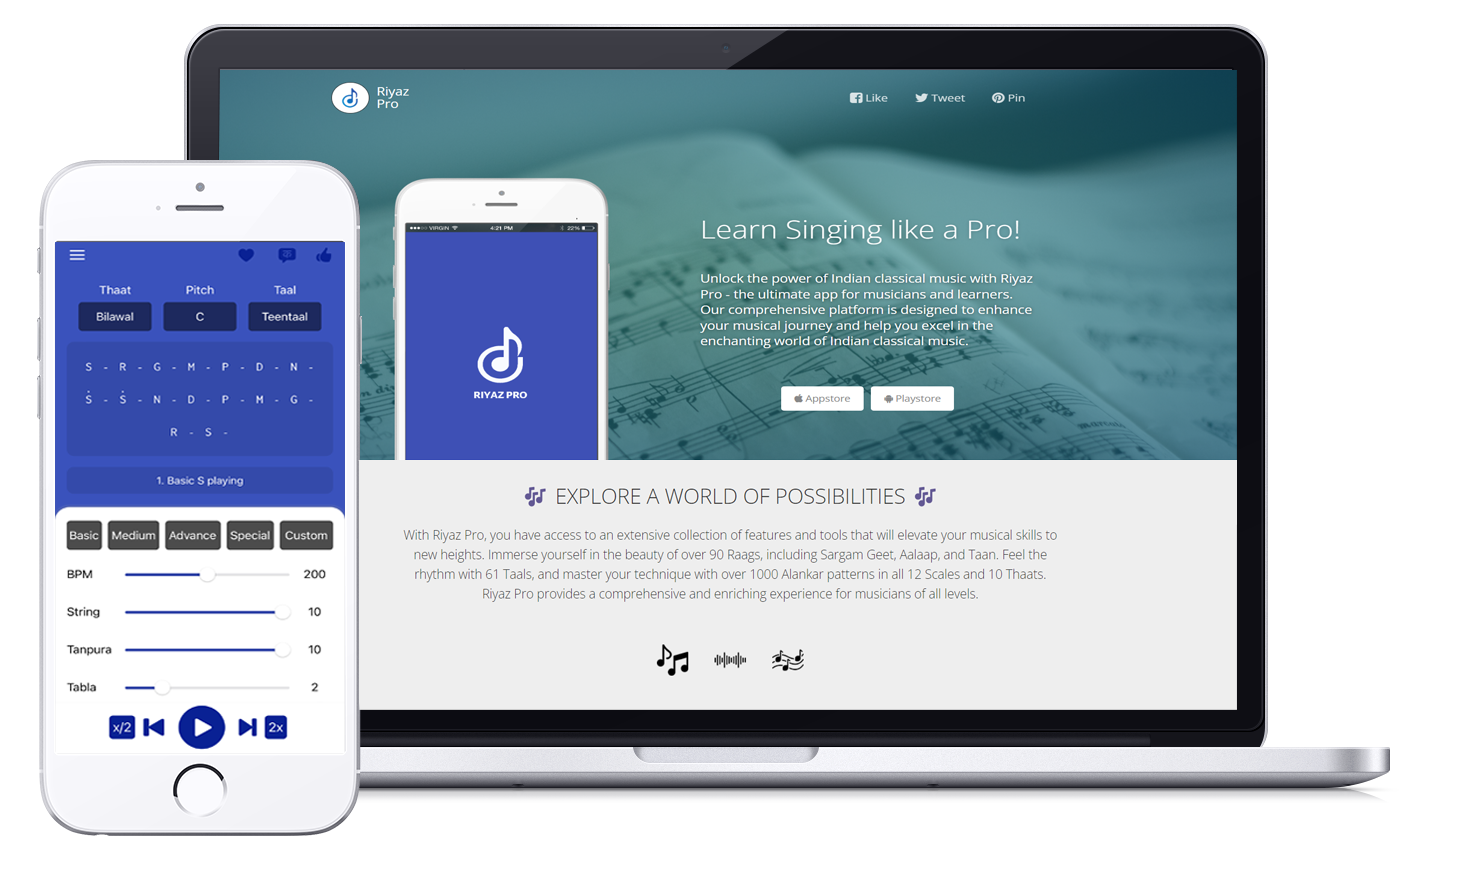 Riyaz
Pro
Like
Tweet
Pin
VIRGIN
4:21 PM
22%
RIYAZ PRO
Learn Singing like a Pro!
Unlock the power of Indian classical music with Riyaz
Pro - the ultimate app for musicians and learners.
Our comprehensive platform is designed to enhance
your musical journey and help you excel in the
enchanting world of Indian classical music.
Appstore
Playstore
EXPLORE A WORLD OF POSSIBILITIES
With Riyaz Pro, you have access to an extensive collection of features and tools that will elevate your musical skills to
new heights. Immerse yourself in the beauty of over 90 Raags, including Sargam Geet, Aalaap, and Taan. Feel the
rhythm with 61 Taals, and master your technique with over 1000 Alankar patterns in all 12 Scales and 10 Thaats.
Riyaz Pro provides a comprehensive and enriching experience for musicians of all levels.
Thaat Pitch Taal
Bilawal C Teentaal
S - R - G - M - P - D - N -
Ṡ - Ṡ - N - D - P - M - G -
R - S -
1. Basic S playing
Basic Medium Advance Special Custom
BPM 200
String 10
Tanpura 10
Tabla 2
x/2 2x